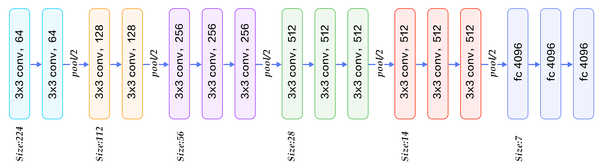 3x3 conv, 64
3x3 conv, 64
pool/2
3x3 conv, 128
3x3 conv, 128
pool/2
3x3 conv, 256
3x3 conv, 256
3x3 conv, 256
pool/2
3x3 conv, 512
3x3 conv, 512
3x3 conv, 512
pool/2
3x3 conv, 512
3x3 conv, 512
3x3 conv, 512
pool/2
fc 4096
fc 4096
fc 4096
Size:224
Size:112
Size:56
Size:28
Size:14
Size:7